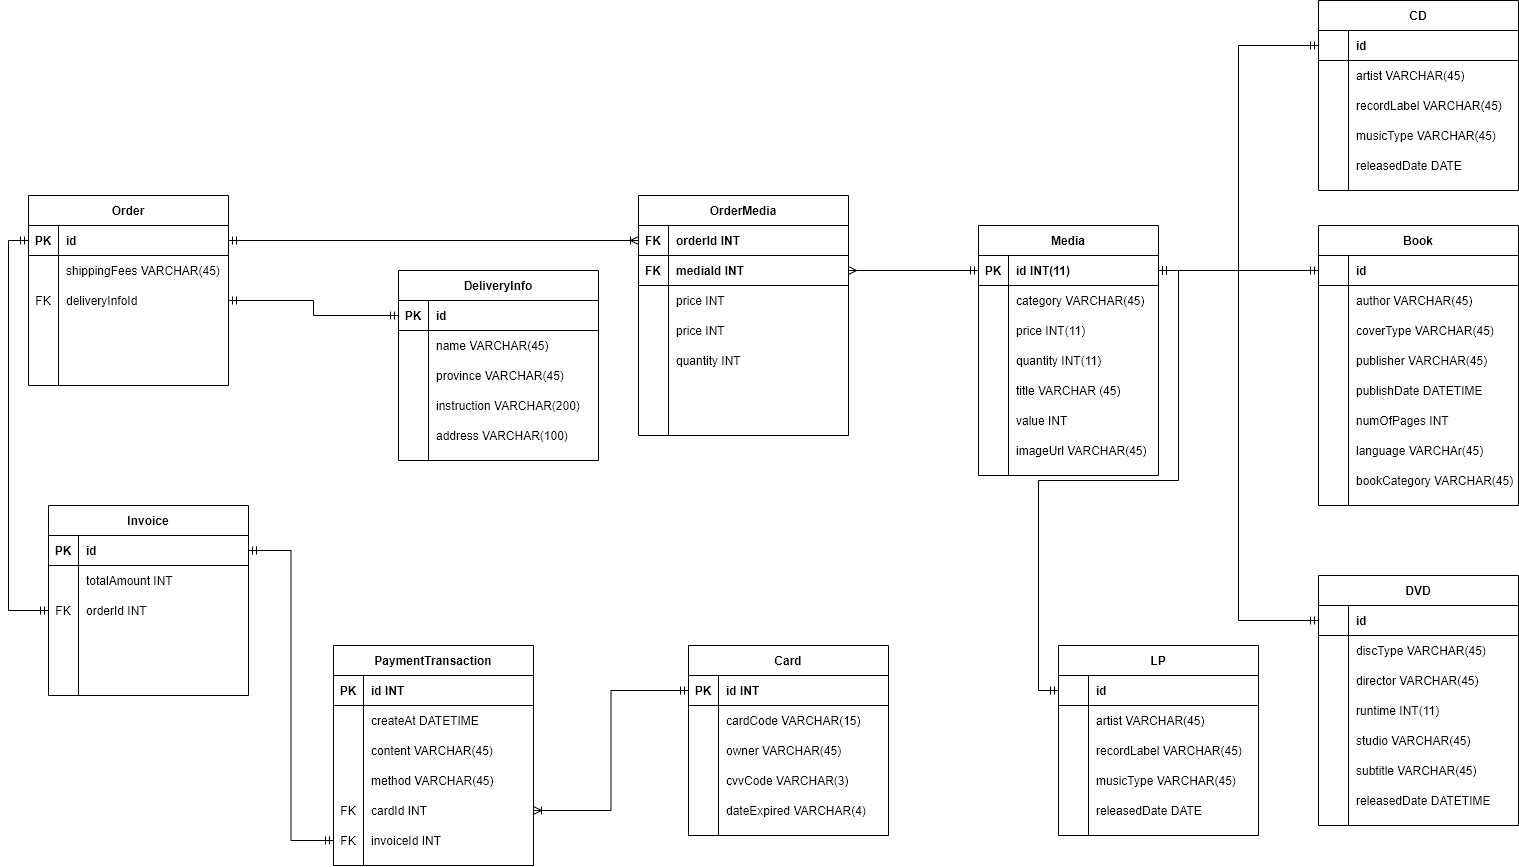 CD
id
artist VARCHAR(45)
recordLabel VARCHAR(45)
musicType VARCHAR(45)
releasedDate DATE
Order
PK id
shippingFees VARCHAR(45)
FK deliveryInfoId
DeliveryInfo
PK id
name VARCHAR(45)
province VARCHAR(45)
instruction VARCHAR(200)
address VARCHAR(100)
OrderMedia
FK orderId INT
FK mediaId INT
price INT
price INT
quantity INT
Media
PK id INT(11)
category VARCHAR(45)
price INT(11)
quantity INT(11)
title VARCHAR (45)
value INT
imageUrl VARCHAR(45)
Book
id
author VARCHAR(45)
coverType VARCHAR(45)
publisher VARCHAR(45)
publishDate DATETIME
numOfPages INT
language VARCHAr(45)
bookCategory VARCHAR(45)
Invoice
PK id
totalAmount INT
FK orderId INT
PaymentTransaction
PK id INT
createAt DATETIME
content VARCHAR(45)
method VARCHAR(45)
FK cardId INT
FK invoiceId INT
Card
PK id INT
cardCode VARCHAR(15)
owner VARCHAR(45)
cvvCode VARCHAR(3)
dateExpired VARCHAR(4)
LP
id
artist VARCHAR(45)
recordLabel VARCHAR(45)
musicType VARCHAR(45)
releasedDate DATE
DVD
id
discType VARCHAR(45)
director VARCHAR(45)
runtime INT(11)
studio VARCHAR(45)
subtitle VARCHAR(45)
releasedDate DATETIME